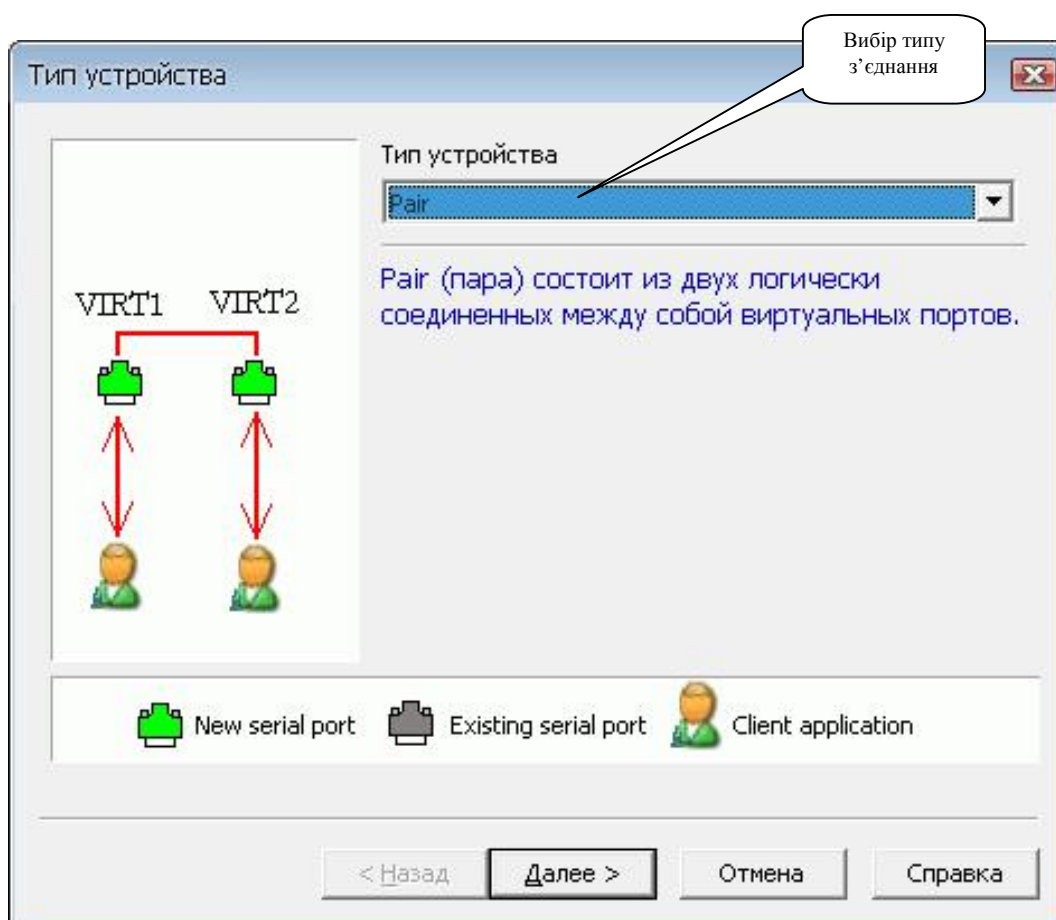 Вибір типу
з’єднання
Тип устройства
Тип устройства
Pair
Pair (пара) состоит из двух логически
соединенных между собой виртуальных портов.
VIRT1 VIRT2
New serial port Existing serial port Client application
< Назад Далее > Отмена Справка